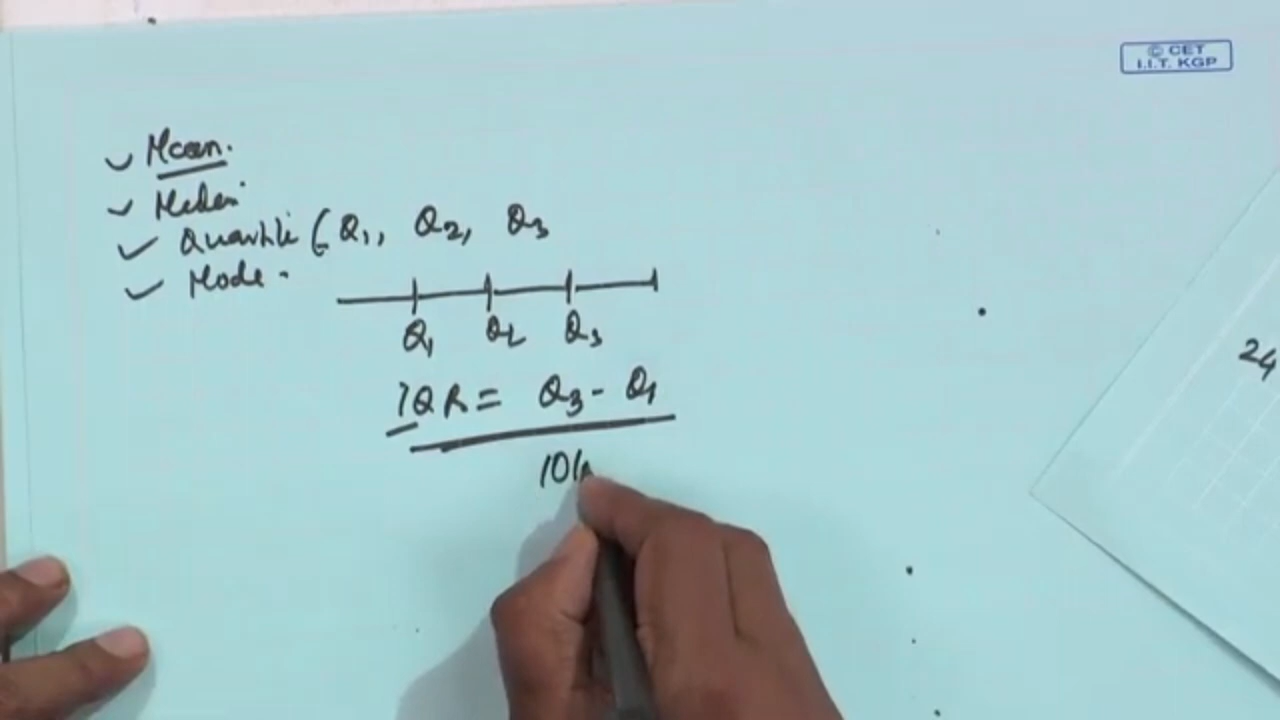 © CET
I.I.T. KGP
Mean.
Median
Quartile (Q1, Q2, Q3
Mode.
Q1 Q2 Q3
IQR = Q3 - Q1
24